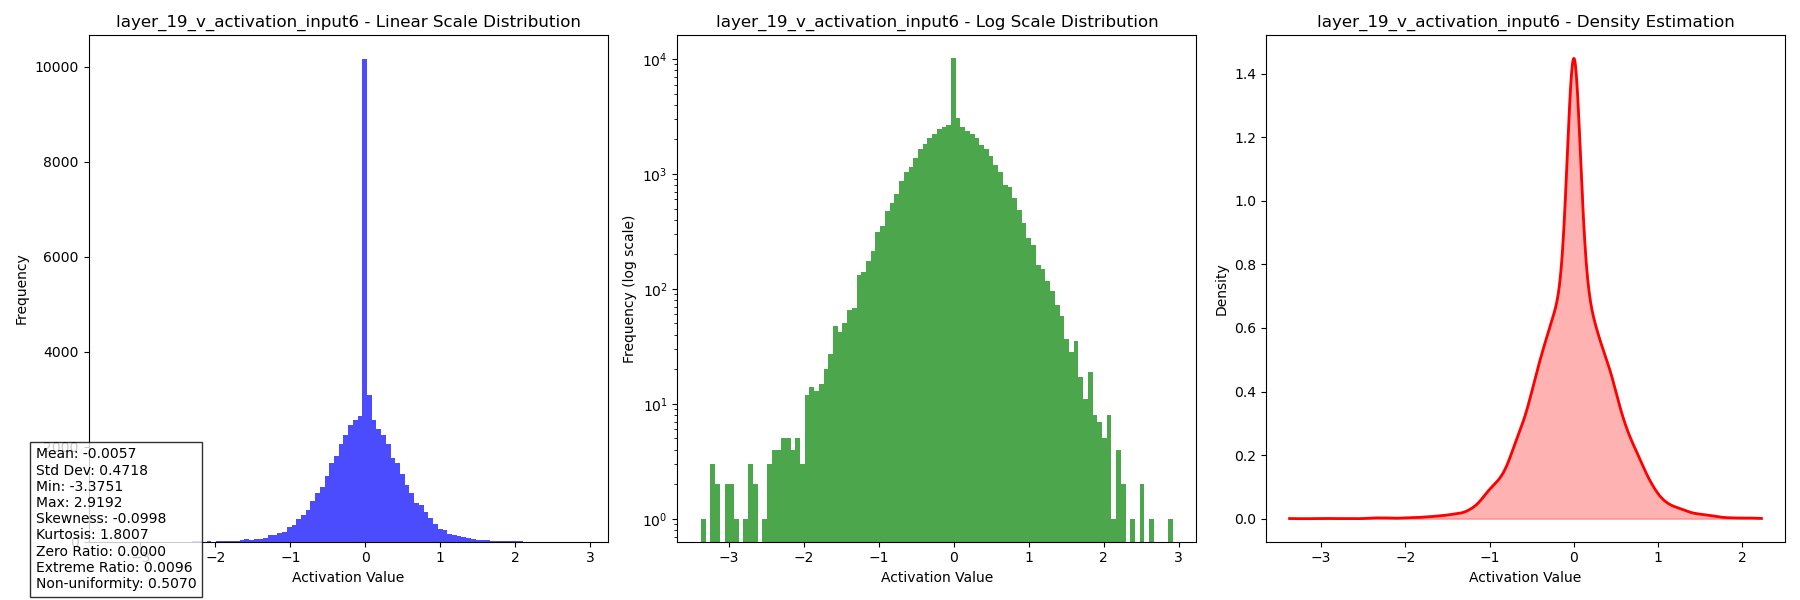 layer_19_v_activation_input6 - Linear Scale Distribution
Frequency
10000
8000
6000
4000
2000
0
Mean: -0.0057
Std Dev: 0.4718
Min: -3.3751
Max: 2.9192
Skewness: -0.0998
Kurtosis: 1.8007
Zero Ratio: 0.0000
Extreme Ratio: 0.0096
Non-uniformity: 0.5070
−3 −2 −1 0 1 2 3
Activation Value
layer_19_v_activation_input6 - Log Scale Distribution
Frequency (log scale)
10^4
10^3
10^2
10^1
10^0
−3 −2 −1 0 1 2 3
Activation Value
layer_19_v_activation_input6 - Density Estimation
Density
1.4
1.2
1.0
0.8
0.6
0.4
0.2
0.0
−3 −2 −1 0 1 2
Activation Value